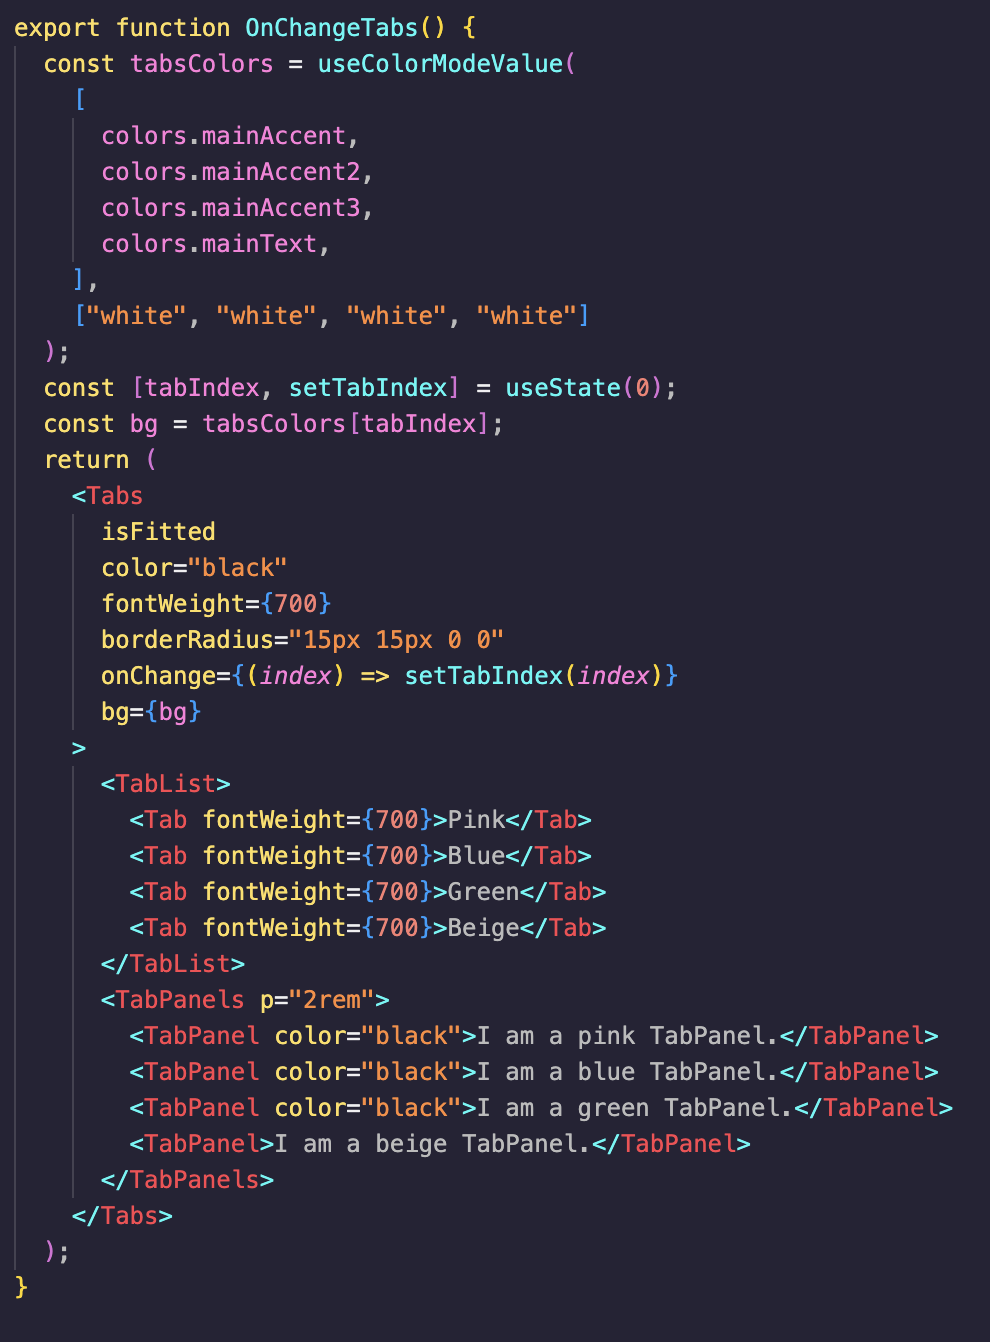 export function OnChangeTabs() {
  const tabsColors = useColorModeValue(
    [
      colors.mainAccent,
      colors.mainAccent2,
      colors.mainAccent3,
      colors.mainText,
    ],
    ["white", "white", "white", "white"]
  );
  const [tabIndex, setTabIndex] = useState(0);
  const bg = tabsColors[tabIndex];
  return (
    <Tabs
      isFitted
      color="black"
      fontWeight={700}
      borderRadius="15px 15px 0 0"
      onChange={(index) => setTabIndex(index)}
      bg={bg}
    >
      <TabList>
        <Tab fontWeight={700}>Pink</Tab>
        <Tab fontWeight={700}>Blue</Tab>
        <Tab fontWeight={700}>Green</Tab>
        <Tab fontWeight={700}>Beige</Tab>
      </TabList>
      <TabPanels p="2rem">
        <TabPanel color="black">I am a pink TabPanel.</TabPanel>
        <TabPanel color="black">I am a blue TabPanel.</TabPanel>
        <TabPanel color="black">I am a green TabPanel.</TabPanel>
        <TabPanel>I am a beige TabPanel.</TabPanel>
      </TabPanels>
    </Tabs>
  );
}